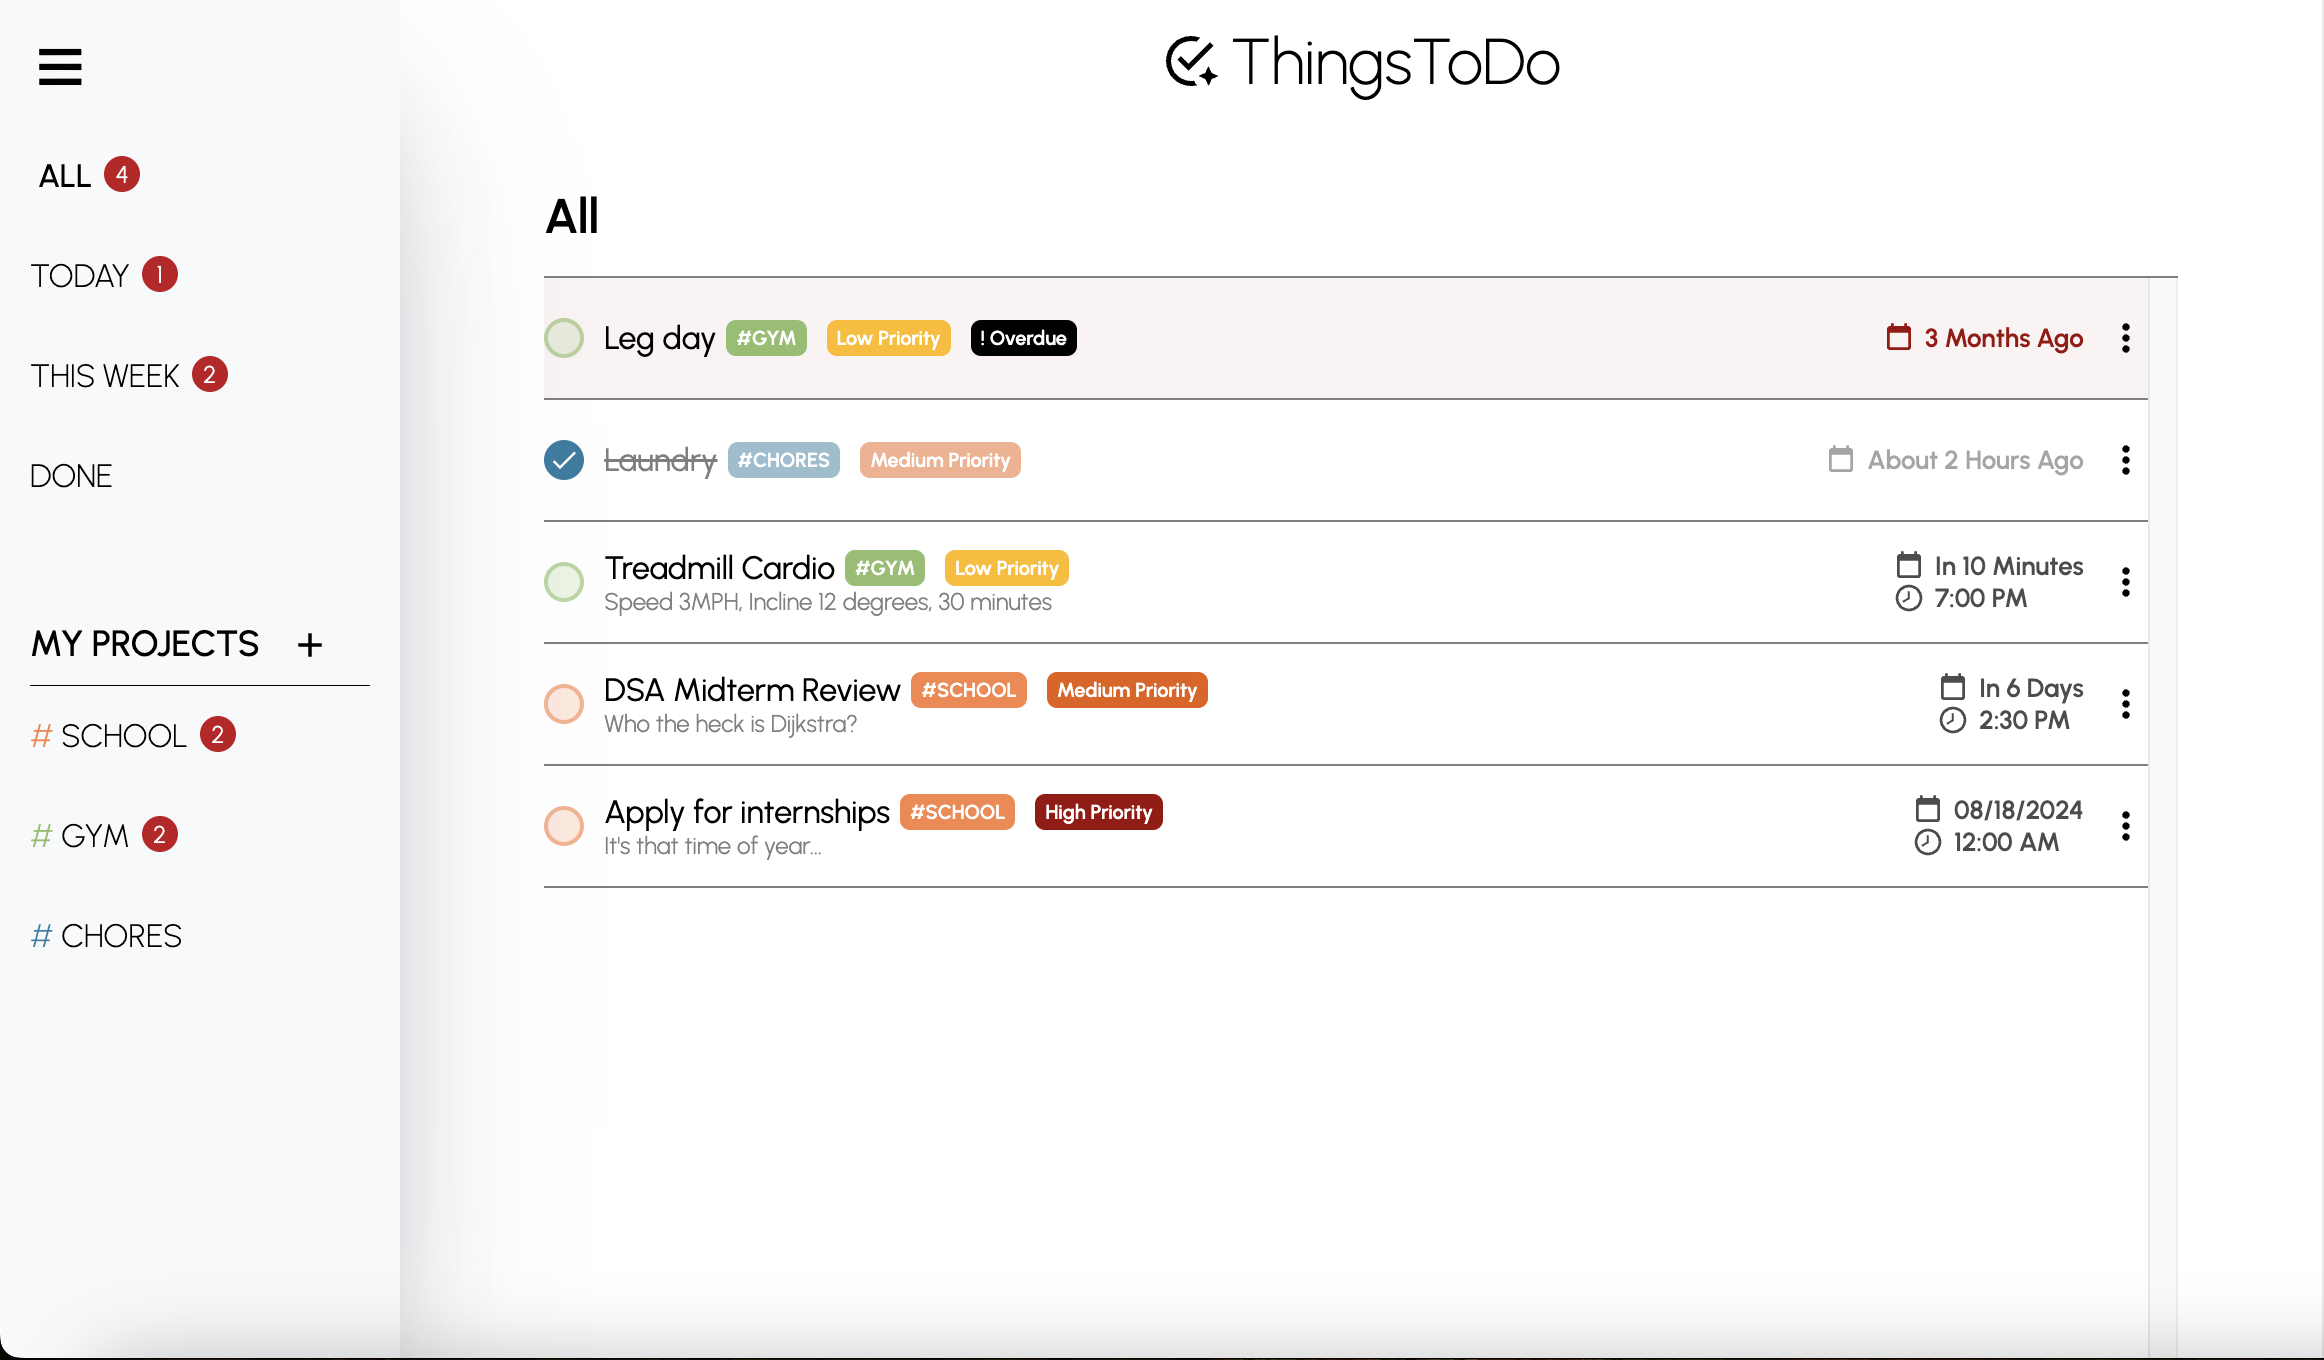 ThingsToDo
ALL 4
TODAY 1
THIS WEEK 2
DONE
MY PROJECTS +
# SCHOOL 2
# GYM 2
# CHORES
All
Leg day #GYM Low Priority ! Overdue 3 Months Ago
Laundry #CHORES Medium Priority About 2 Hours Ago
Treadmill Cardio #GYM Low Priority In 10 Minutes
Speed 3MPH, Incline 12 degrees, 30 minutes 7:00 PM
DSA Midterm Review #SCHOOL Medium Priority In 6 Days
Who the heck is Dijkstra? 2:30 PM
Apply for internships #SCHOOL High Priority 08/18/2024
It's that time of year... 12:00 AM